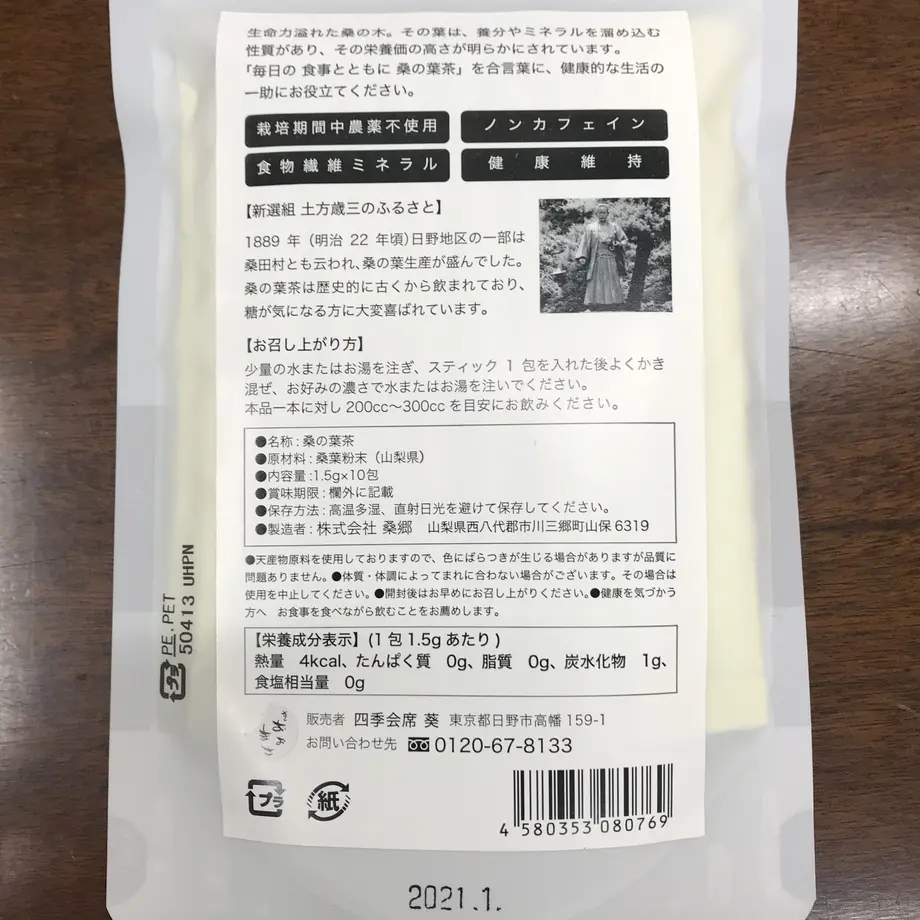 生命力溢れた桑の木。その葉は、養分やミネラルを溜め込む
性質があり、その栄養価の高さが明らかにされています。
「毎日の 食事とともに 桑の葉茶」を合言葉に、健康的な生活の
一助にお役立てください。
栽培期間中農薬不使用
ノンカフェイン
食物繊維ミネラル
健康維持
【新選組 土方歳三のふるさと】
1889 年（明治 22 年頃)日野地区の一部は
桑田村とも云われ、桑の葉生産が盛んでした。
桑の葉茶は歴史的に古くから飲まれており、
糖が気になる方に大変喜ばれています。
【お召し上がり方】
少量の水またはお湯を注ぎ、スティック 1 包を入れた後よくかき
混ぜ、お好みの濃さで水またはお湯を注いでください。
本品一本に対し 200cc〜300cc を目安にお飲みください。
●名称 : 桑の葉茶
●原材料 : 桑葉粉末（山梨県）
●内容量 : 1.5g×10包
●賞味期限 : 欄外に記載
●保存方法 : 高温多湿、直射日光を避けて保存してください。
●製造者 : 株式会社 桑郷　山梨県西八代郡市川三郷町山保 6319
●天産物原料を使用しておりますので、色にばらつきが生じる場合がありますが品質に
問題ありません。●体質・体調によってまれに合わない場合がございます。その場合は
使用を中止してください。●開封後はお早めにお召し上がりください。●健康を気づかう
方へ　お食事を食べながら飲むことをお薦めします。
【栄養成分表示】(1 包 1.5g あたり )
熱量　4kcal、たんぱく質　0g、脂質　0g、炭水化物　1g、
食塩相当量　0g
販売者 四季会席 葵 東京都日野市高幡 159-1
お問い合わせ先 0120-67-8133
プラ
紙
4 580353 080769
2021.1.
プラ
PE, PET
50413 UHPN